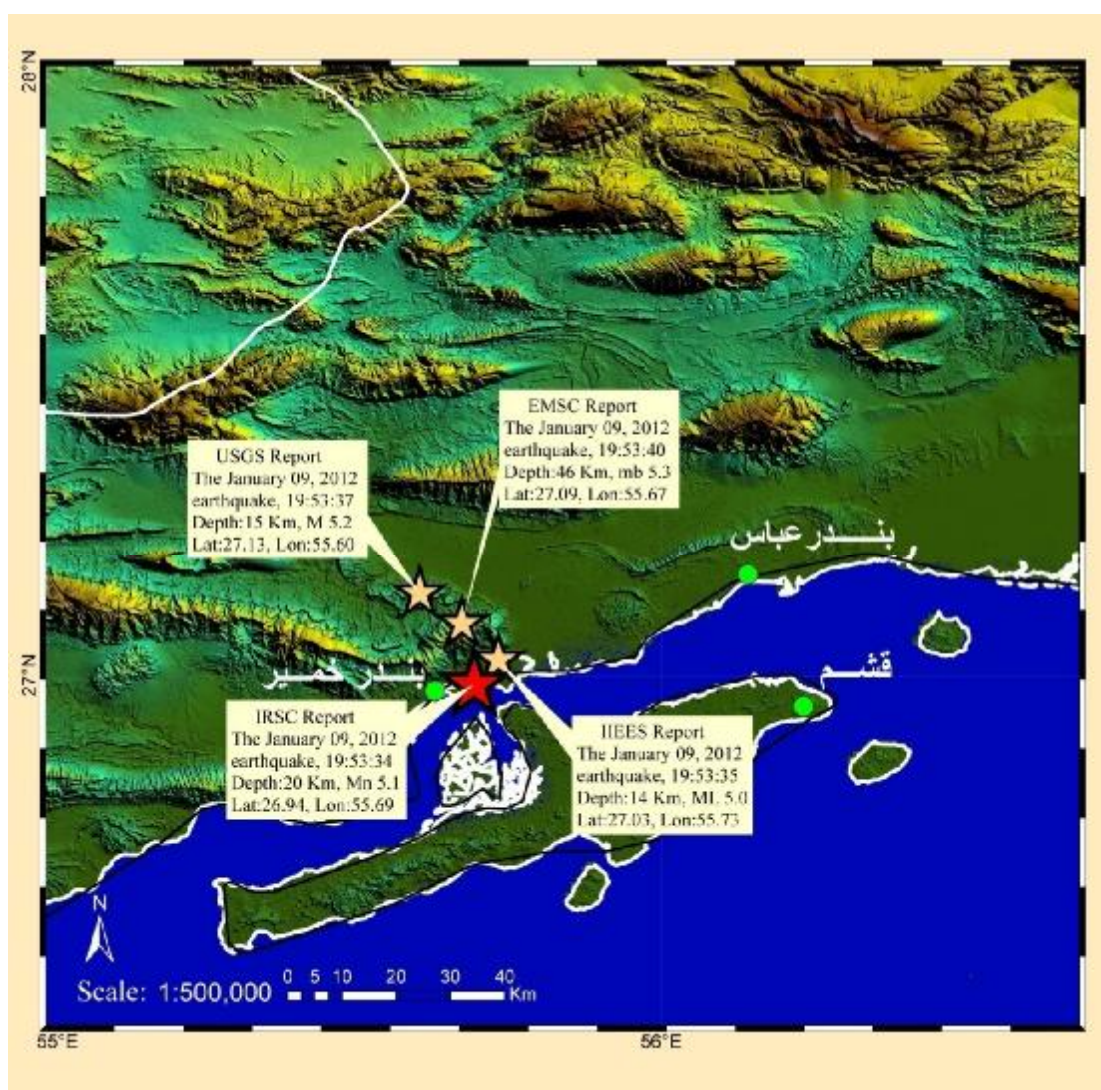 28°N
EMSC Report
The January 09, 2012
earthquake, 19:53:40
Depth:46 Km, mb 5.3
Lat:27.09, Lon:55.67
USGS Report
The January 09, 2012
earthquake, 19:53:37
Depth:15 Km, M 5.2
Lat:27.13, Lon:55.60
بندرعباس
27°N
بندر خمیر
قشم
IRSC Report
The January 09, 2012
earthquake, 19:53:34
Depth:20 Km, Mn 5.1
Lat:26.94, Lon:55.69
IIEES Report
The January 09, 2012
earthquake, 19:53:35
Depth:14 Km, ML 5.0
Lat:27.03, Lon:55.73
N
0 5 10 20 30 40
Scale: 1:500,000 Km
55°E 56°E